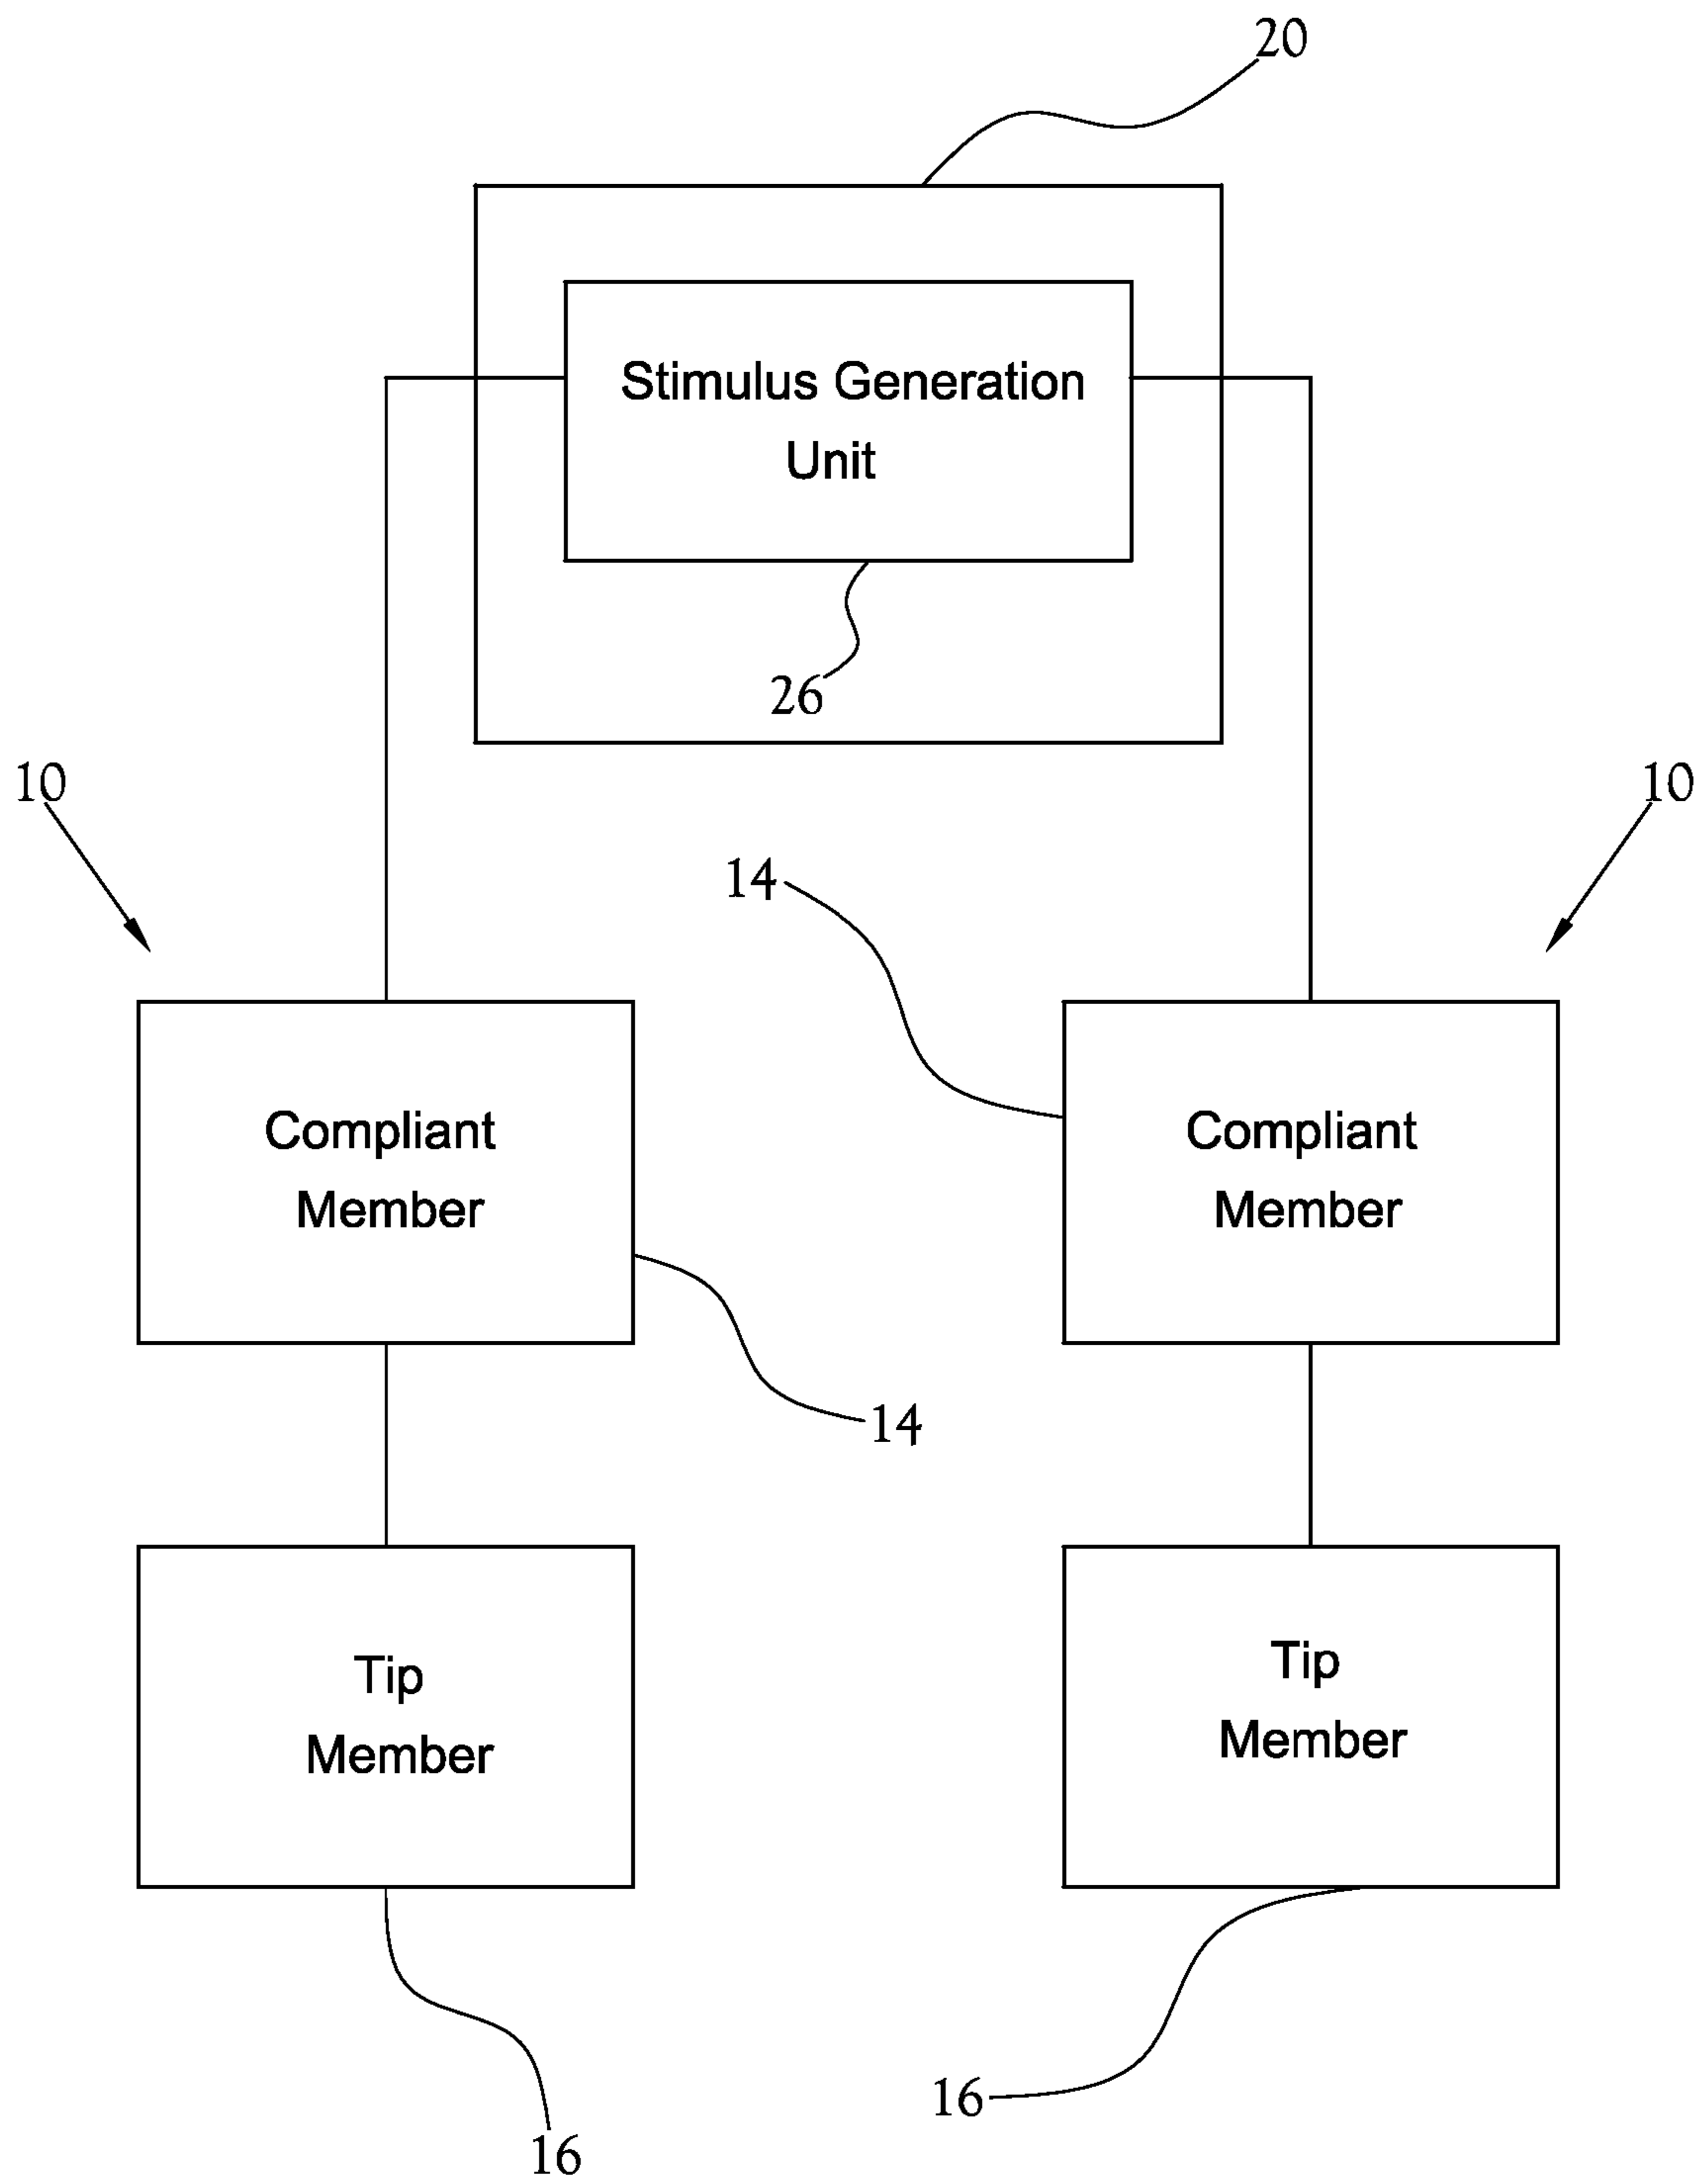 20
Stimulus Generation
Unit
26
10
10
14
Compliant
Member
Compliant
Member
14
Tip
Member
Tip
Member
16
16